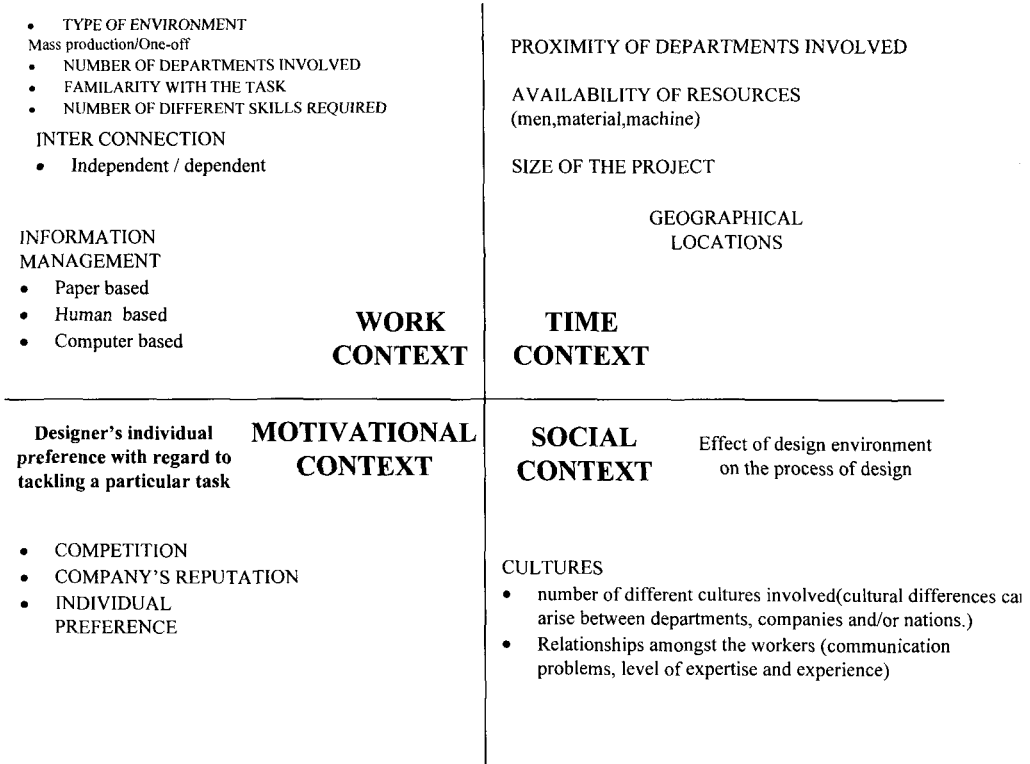 • TYPE OF ENVIRONMENT
Mass production/One-off
• NUMBER OF DEPARTMENTS INVOLVED
• FAMILARITY WITH THE TASK
• NUMBER OF DIFFERENT SKILLS REQUIRED
INTER CONNECTION
• Independent / dependent
INFORMATION
MANAGEMENT
• Paper based
• Human based
• Computer based
WORK
CONTEXT
PROXIMITY OF DEPARTMENTS INVOLVED
AVAILABILITY OF RESOURCES
(men,material,machine)
SIZE OF THE PROJECT
GEOGRAPHICAL
LOCATIONS
TIME
CONTEXT
Designer's individual
preference with regard to
tackling a particular task
MOTIVATIONAL
CONTEXT
• COMPETITION
• COMPANY'S REPUTATION
• INDIVIDUAL
PREFERENCE
SOCIAL
CONTEXT
Effect of design environment
on the process of design
CULTURES
• number of different cultures involved(cultural differences ca
arise between departments, companies and/or nations.)
• Relationships amongst the workers (communication
problems, level of expertise and experience)